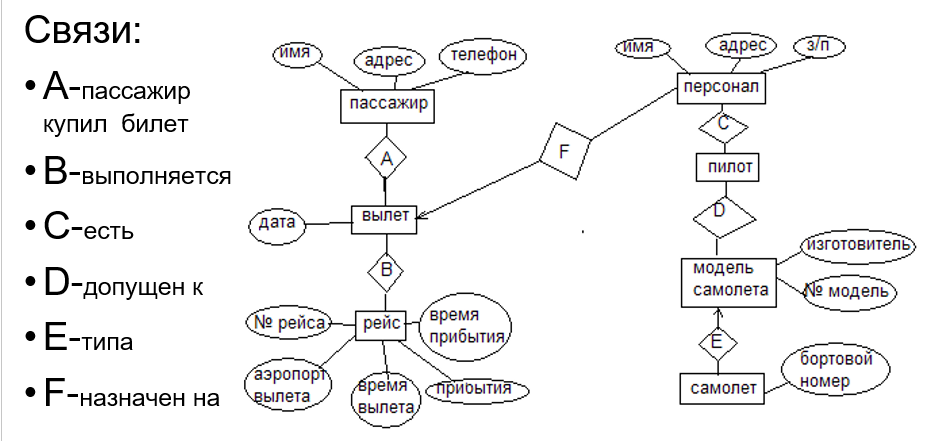 Связи:
• A-пассажир
купил билет
• B-выполняется
• C-есть
• D-допущен к
• E-типа
• F-назначен на
имя
адрес
телефон
пассажир
A
дата
вылет
B
№ рейса
рейс
время
прибытия
аэропорт
вылета
время
вылета
прибытия
F
имя
адрес
з/п
персонал
C
пилот
D
модель
самолета
изготовитель
№ модель
E
самолет
бортовой
номер